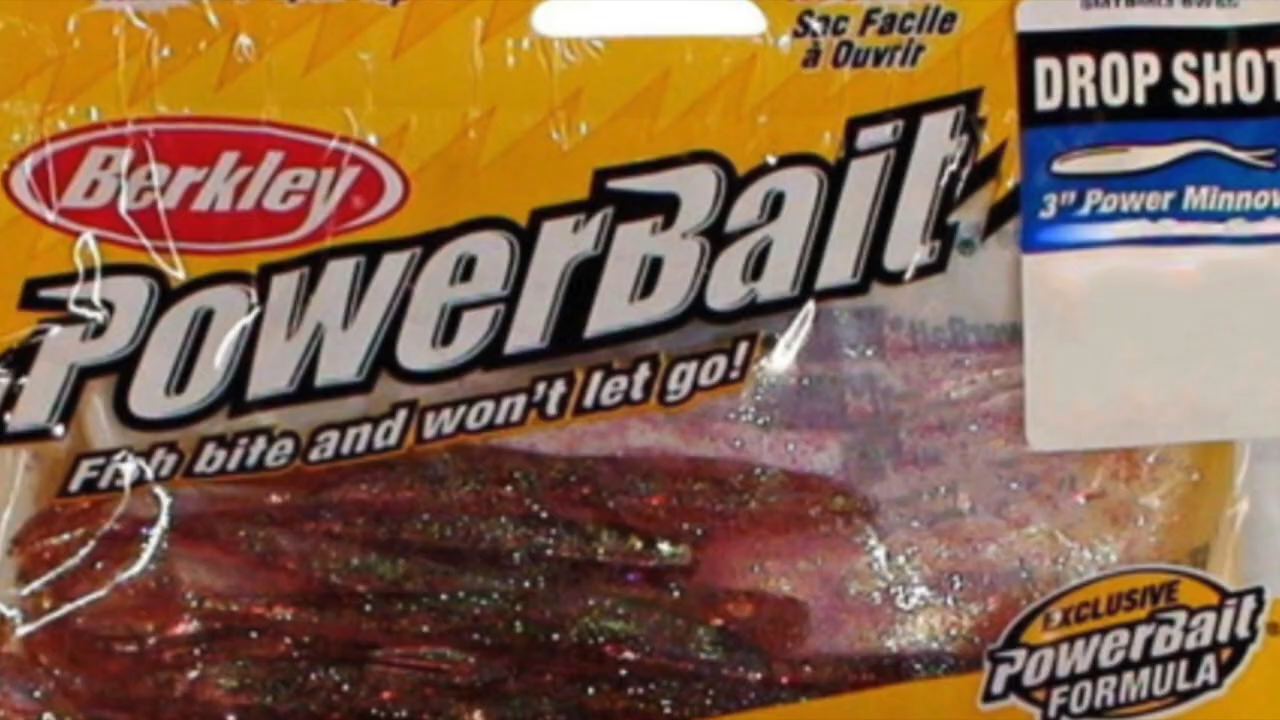 Sac Facile
à Ouvrir
DROP SHOT
3" Power Minnow
Berkley®
PowerBait®
Fish bite and won't let go!
EXCLUSIVE
PowerBait
FORMULA